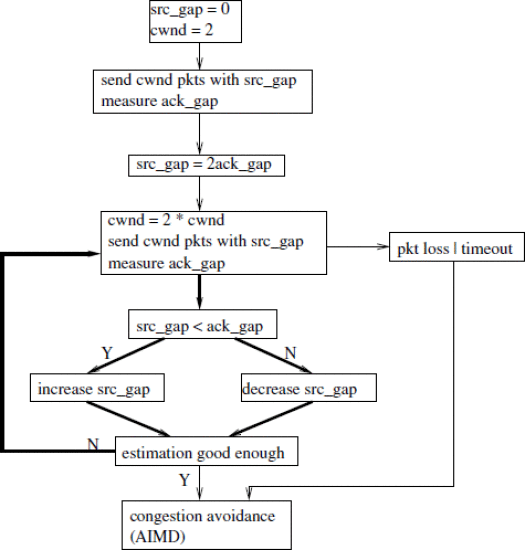 src_gap = 0
cwnd = 2
send cwnd pkts with src_gap
measure ack_gap
src_gap = 2ack_gap
cwnd = 2 * cwnd
send cwnd pkts with src_gap
measure ack_gap
pkt loss | timeout
src_gap < ack_gap
Y
N
increase src_gap
decrease src_gap
N
estimation good enough
Y
congestion avoidance
(AIMD)